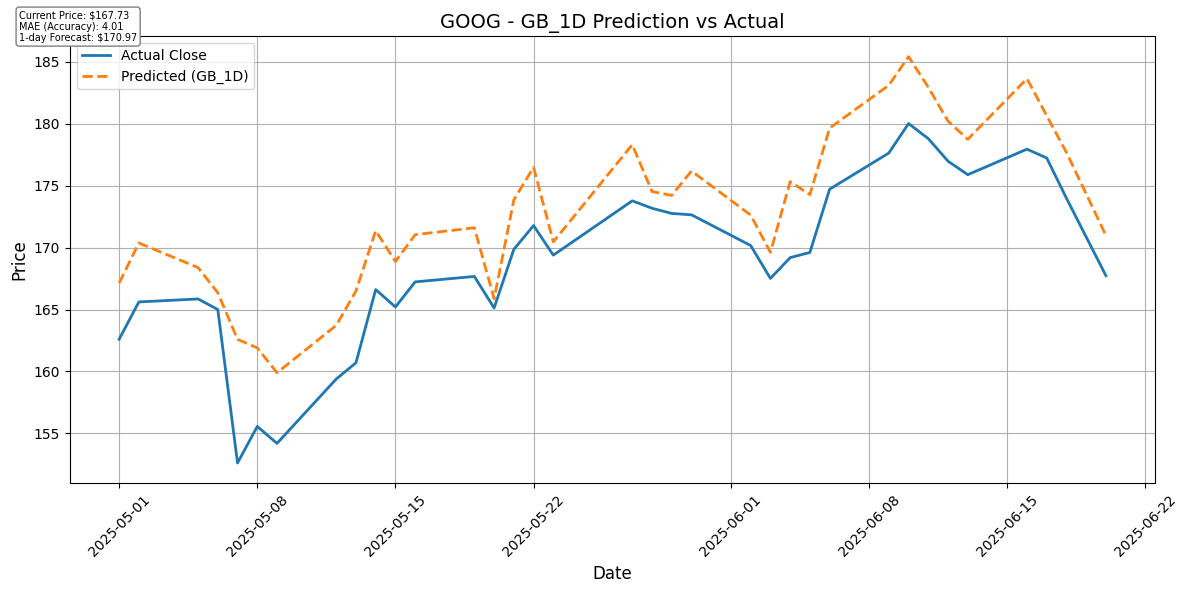 GOOG - GB_1D Prediction vs Actual
Current Price: $167.73
MAE (Accuracy): 4.01
1-day Forecast: $170.97
Actual Close
Predicted (GB_1D)
Price
185
180
175
170
165
160
155
2025-05-01
2025-05-08
2025-05-15
2025-05-22
2025-06-01
2025-06-08
2025-06-15
2025-06-22
Date